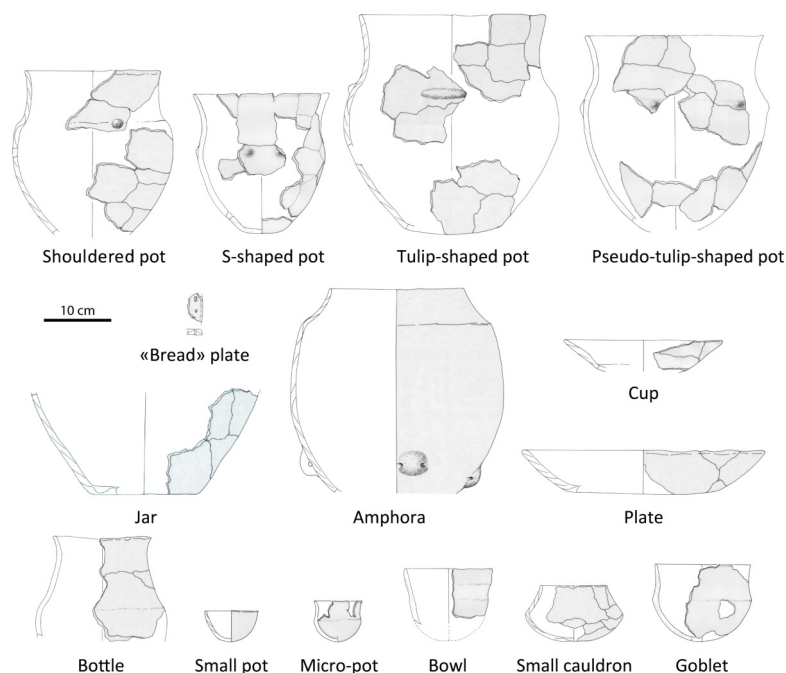 Shouldered pot
S-shaped pot
Tulip-shaped pot
Pseudo-tulip-shaped pot
10 cm
«Bread» plate
Cup
Jar
Amphora
Plate
Bottle
Small pot
Micro-pot
Bowl
Small cauldron
Goblet